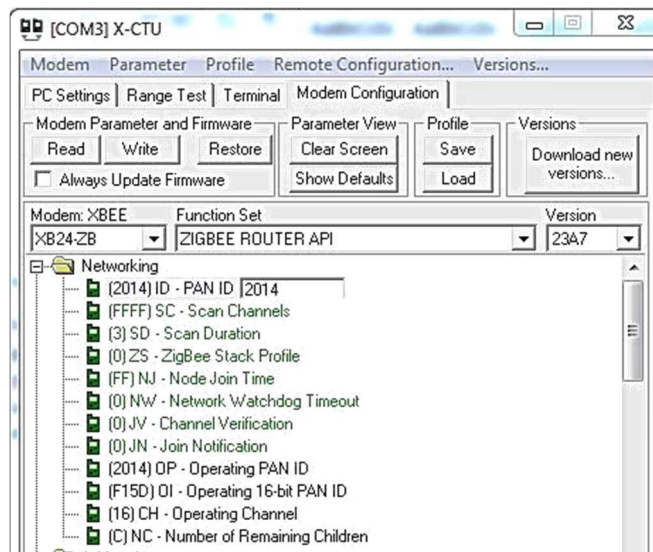 [COM3] X-CTU
Modem Parameter Profile Remote Configuration... Versions...
PC Settings Range Test Terminal Modem Configuration
Modem Parameter and Firmware Parameter View Profile Versions
Read Write Restore Clear Screen Save Download new versions...
Always Update Firmware Show Defaults Load
Modem: XBEE Function Set Version
XB24-ZB ZIGBEE ROUTER API 23A7
Networking
(2014) ID - PAN ID 2014
(FFFF) SC - Scan Channels
(3) SD - Scan Duration
(0) ZS - ZigBee Stack Profile
(FF) NJ - Node Join Time
(0) NW - Network Watchdog Timeout
(0) JV - Channel Verification
(0) JN - Join Notification
(2014) OP - Operating PAN ID
(F15D) OI - Operating 16-bit PAN ID
(16) CH - Operating Channel
(C) NC - Number of Remaining Children